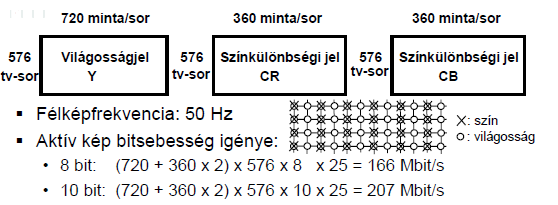 720 minta/sor 360 minta/sor 360 minta/sor
576 tv-sor Világosságjel Y 576 tv-sor Színkülönbségi jel CR 576 tv-sor Színkülönbségi jel CB
▪ Félképfrekvencia: 50 Hz
▪ Aktív kép bitsebesség igénye:
: szín
: világosság
• 8 bit: (720 + 360 x 2) x 576 x 8 x 25 = 166 Mbit/s
• 10 bit: (720 + 360 x 2) x 576 x 10 x 25 = 207 Mbit/s